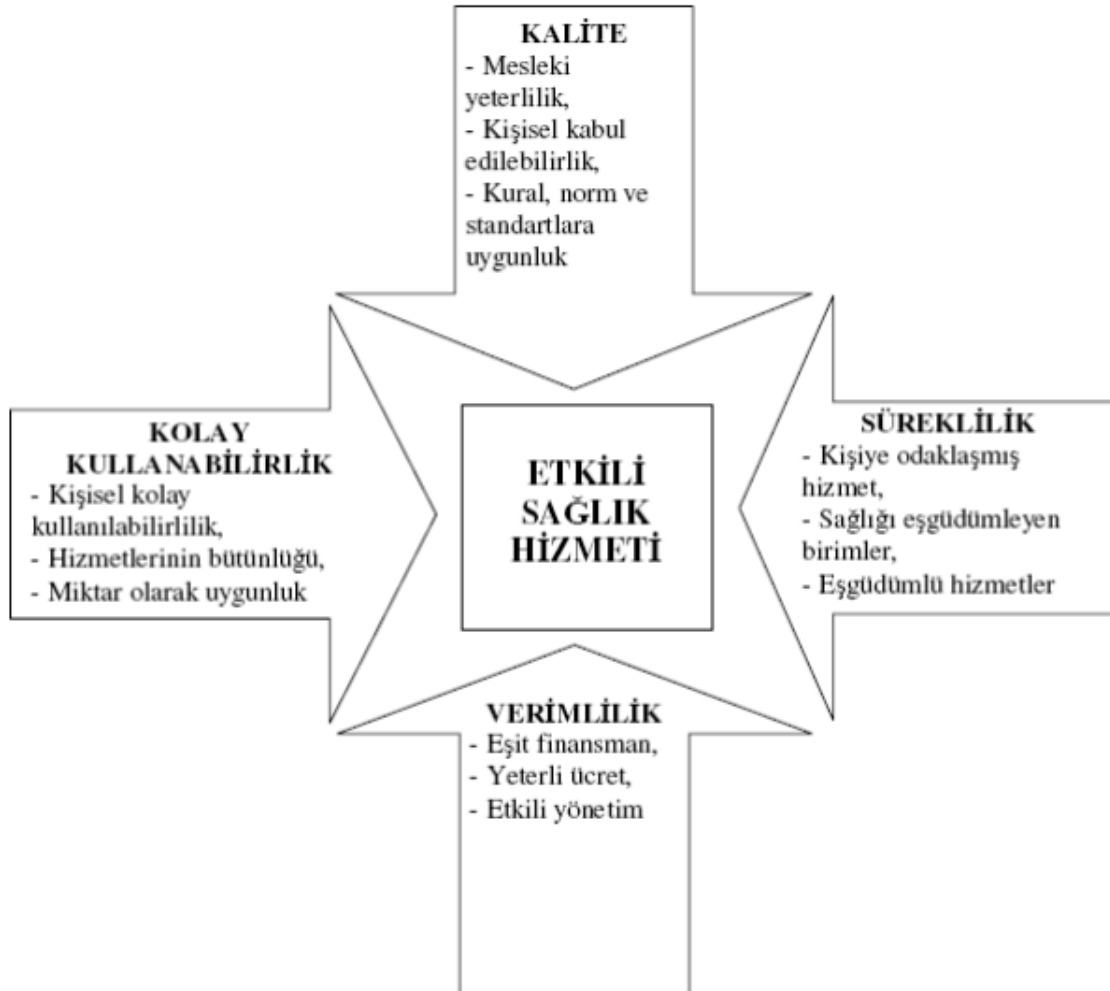 KALİTE
- Mesleki
yeterlilik,
- Kişisel kabul
edilebilirlik,
- Kural, norm ve
standartlara
uygunluk
KOLAY
KULLANABİLİRLİK
- Kişisel kolay
kullanılabilirlilik,
- Hizmetlerinin bütünlüğü,
- Miktar olarak uygunluk
ETKİLİ
SAĞLIK
HİZMETİ
SÜREKLİLİK
- Kişiye odaklaşmış
hizmet,
- Sağlığı eşgüdümleyen
birimler,
- Eşgüdümlü hizmetler
VERİMLİLİK
- Eşit finansman,
- Yeterli ücret,
- Etkili yönetim